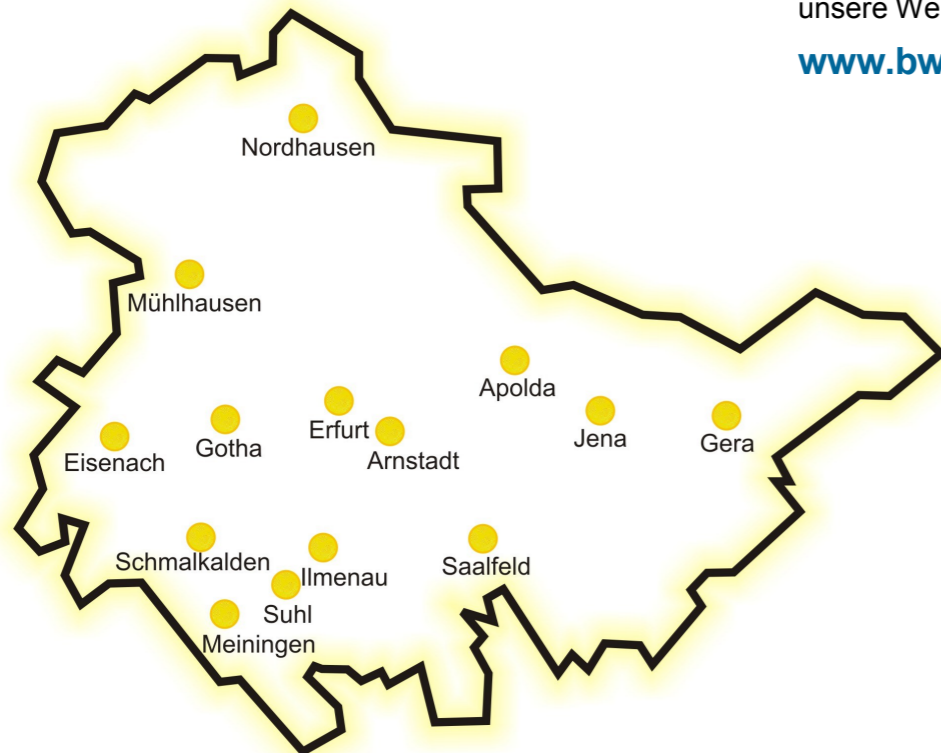 unsere We
www.bw
Nordhausen
Mühlhausen
Apolda
Erfurt
Jena
Gera
Gotha
Arnstadt
Eisenach
Schmalkalden
Ilmenau
Saalfeld
Suhl
Meiningen